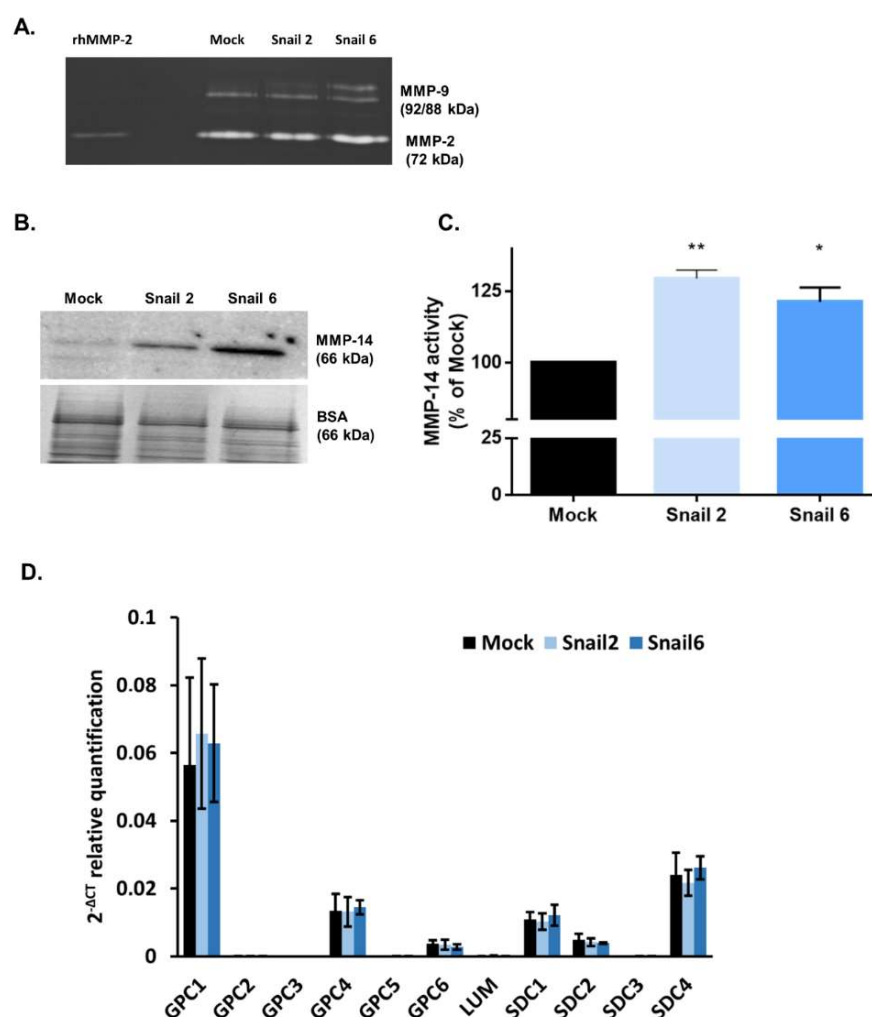 A.
rhMMP-2 Mock Snail 2 Snail 6
MMP-9
(92/88 kDa)
MMP-2
(72 kDa)
B.
Mock Snail 2 Snail 6
MMP-14
(66 kDa)
BSA
(66 kDa)
C.
** *
MMP-14 activity
(% of Mock)
125
100
25
0
Mock Snail 2 Snail 6
D.
2^-ΔCT relative quantification
0.1
0.08
0.06
0.04
0.02
0
Mock Snail2 Snail6
GPC1 GPC2 GPC3 GPC4 GPC5 GPC6 LUM SDC1 SDC2 SDC3 SDC4